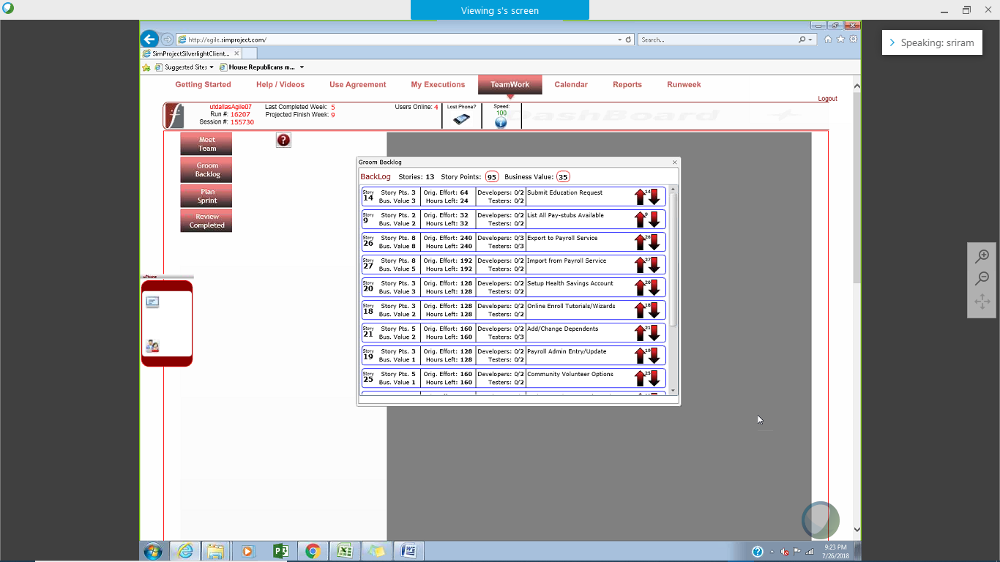 Viewing s's screen
Speaking: sriram
http://agile.simproject.com/
Search...
SimProjectSilverlightClient...
Suggested Sites
House Republicans m...
Getting Started Help / Videos Use Agreement My Executions TeamWork Calendar Reports Runweek
Logout
utdallasAgile07
Run #: 16207
Session #: 155730
Last Completed Week: 5
Projected Finish Week: 9
Users Online: 4
Lost Phone?
Speed:
100
DashBoard
Meet
Team
Groom
Backlog
Plan
Sprint
Review
Completed
?
Groom Backlog
BackLog Stories: 13 Story Points: 95 Business Value: 35
Story 14 Story Pts. 3 Orig. Effort: 64 Developers: 0/2 Submit Education Request 14
Bus. Value 3 Hours Left: 24 Testers: 0/2
Story 9 Story Pts. 2 Orig. Effort: 32 Developers: 0/2 List All Pay-stubs Available 9
Bus. Value 2 Hours Left: 32 Testers: 0/2
Story 26 Story Pts. 8 Orig. Effort: 240 Developers: 0/3 Export to Payroll Service 26
Bus. Value 8 Hours Left: 240 Testers: 0/3
Story 27 Story Pts. 8 Orig. Effort: 192 Developers: 0/2 Import from Payroll Service 27
Bus. Value 5 Hours Left: 192 Testers: 0/2
Story 20 Story Pts. 3 Orig. Effort: 128 Developers: 0/2 Setup Health Savings Account 20
Bus. Value 3 Hours Left: 128 Testers: 0/2
Story 18 Story Pts. 3 Orig. Effort: 128 Developers: 0/2 Online Enroll Tutorials/Wizards 18
Bus. Value 2 Hours Left: 128 Testers: 0/2
Story 21 Story Pts. 5 Orig. Effort: 160 Developers: 0/2 Add/Change Dependents 21
Bus. Value 2 Hours Left: 160 Testers: 0/3
Story 19 Story Pts. 3 Orig. Effort: 128 Developers: 0/2 Payroll Admin Entry/Update 19
Bus. Value 1 Hours Left: 128 Testers: 0/2
Story 25 Story Pts. 5 Orig. Effort: 160 Developers: 0/2 Community Volunteer Options 25
Bus. Value 1 Hours Left: 160 Testers: 0/2
uPhone
9:23 PM
7/26/2018